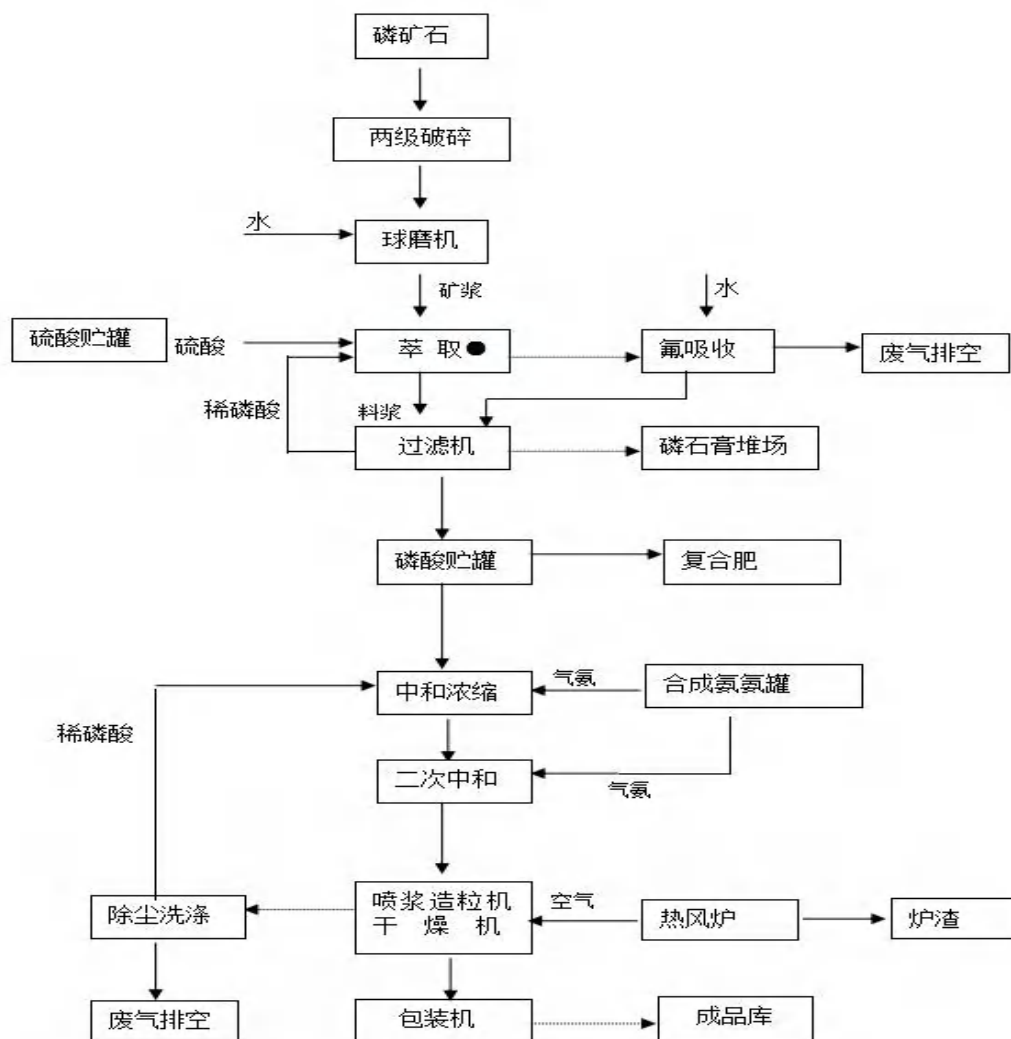 磷矿石
两级破碎
水
球磨机
矿浆
水
硫酸贮罐
硫酸
萃 取●
氟吸收
废气排空
稀磷酸
料浆
过滤机
磷石膏堆场
磷酸贮罐
复合肥
中和浓缩
气氨
合成氨氨罐
稀磷酸
二次中和
气氨
除尘洗涤
喷浆造粒机
干 燥 机
空气
热风炉
炉渣
废气排空
包装机
成品库